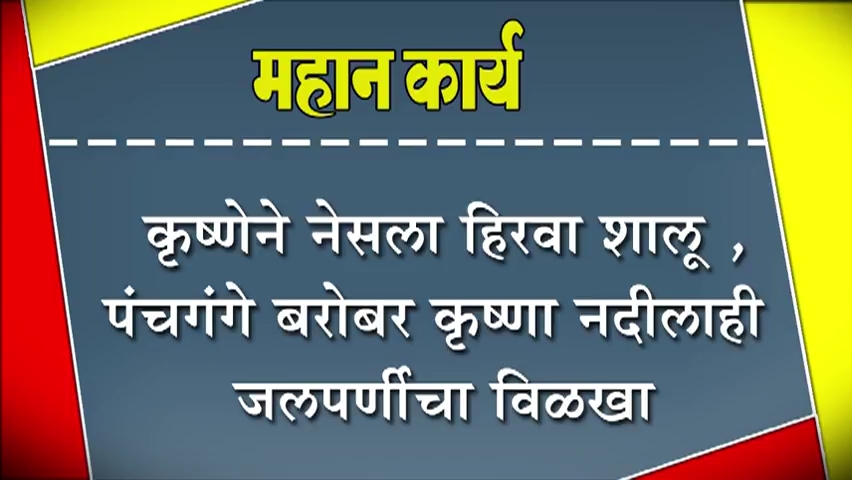 महान कार्य
कृष्णेने नेसला हिरवा शालू ,
पंचगंगे बरोबर कृष्णा नदीलाही
जलपर्णीचा विळखा